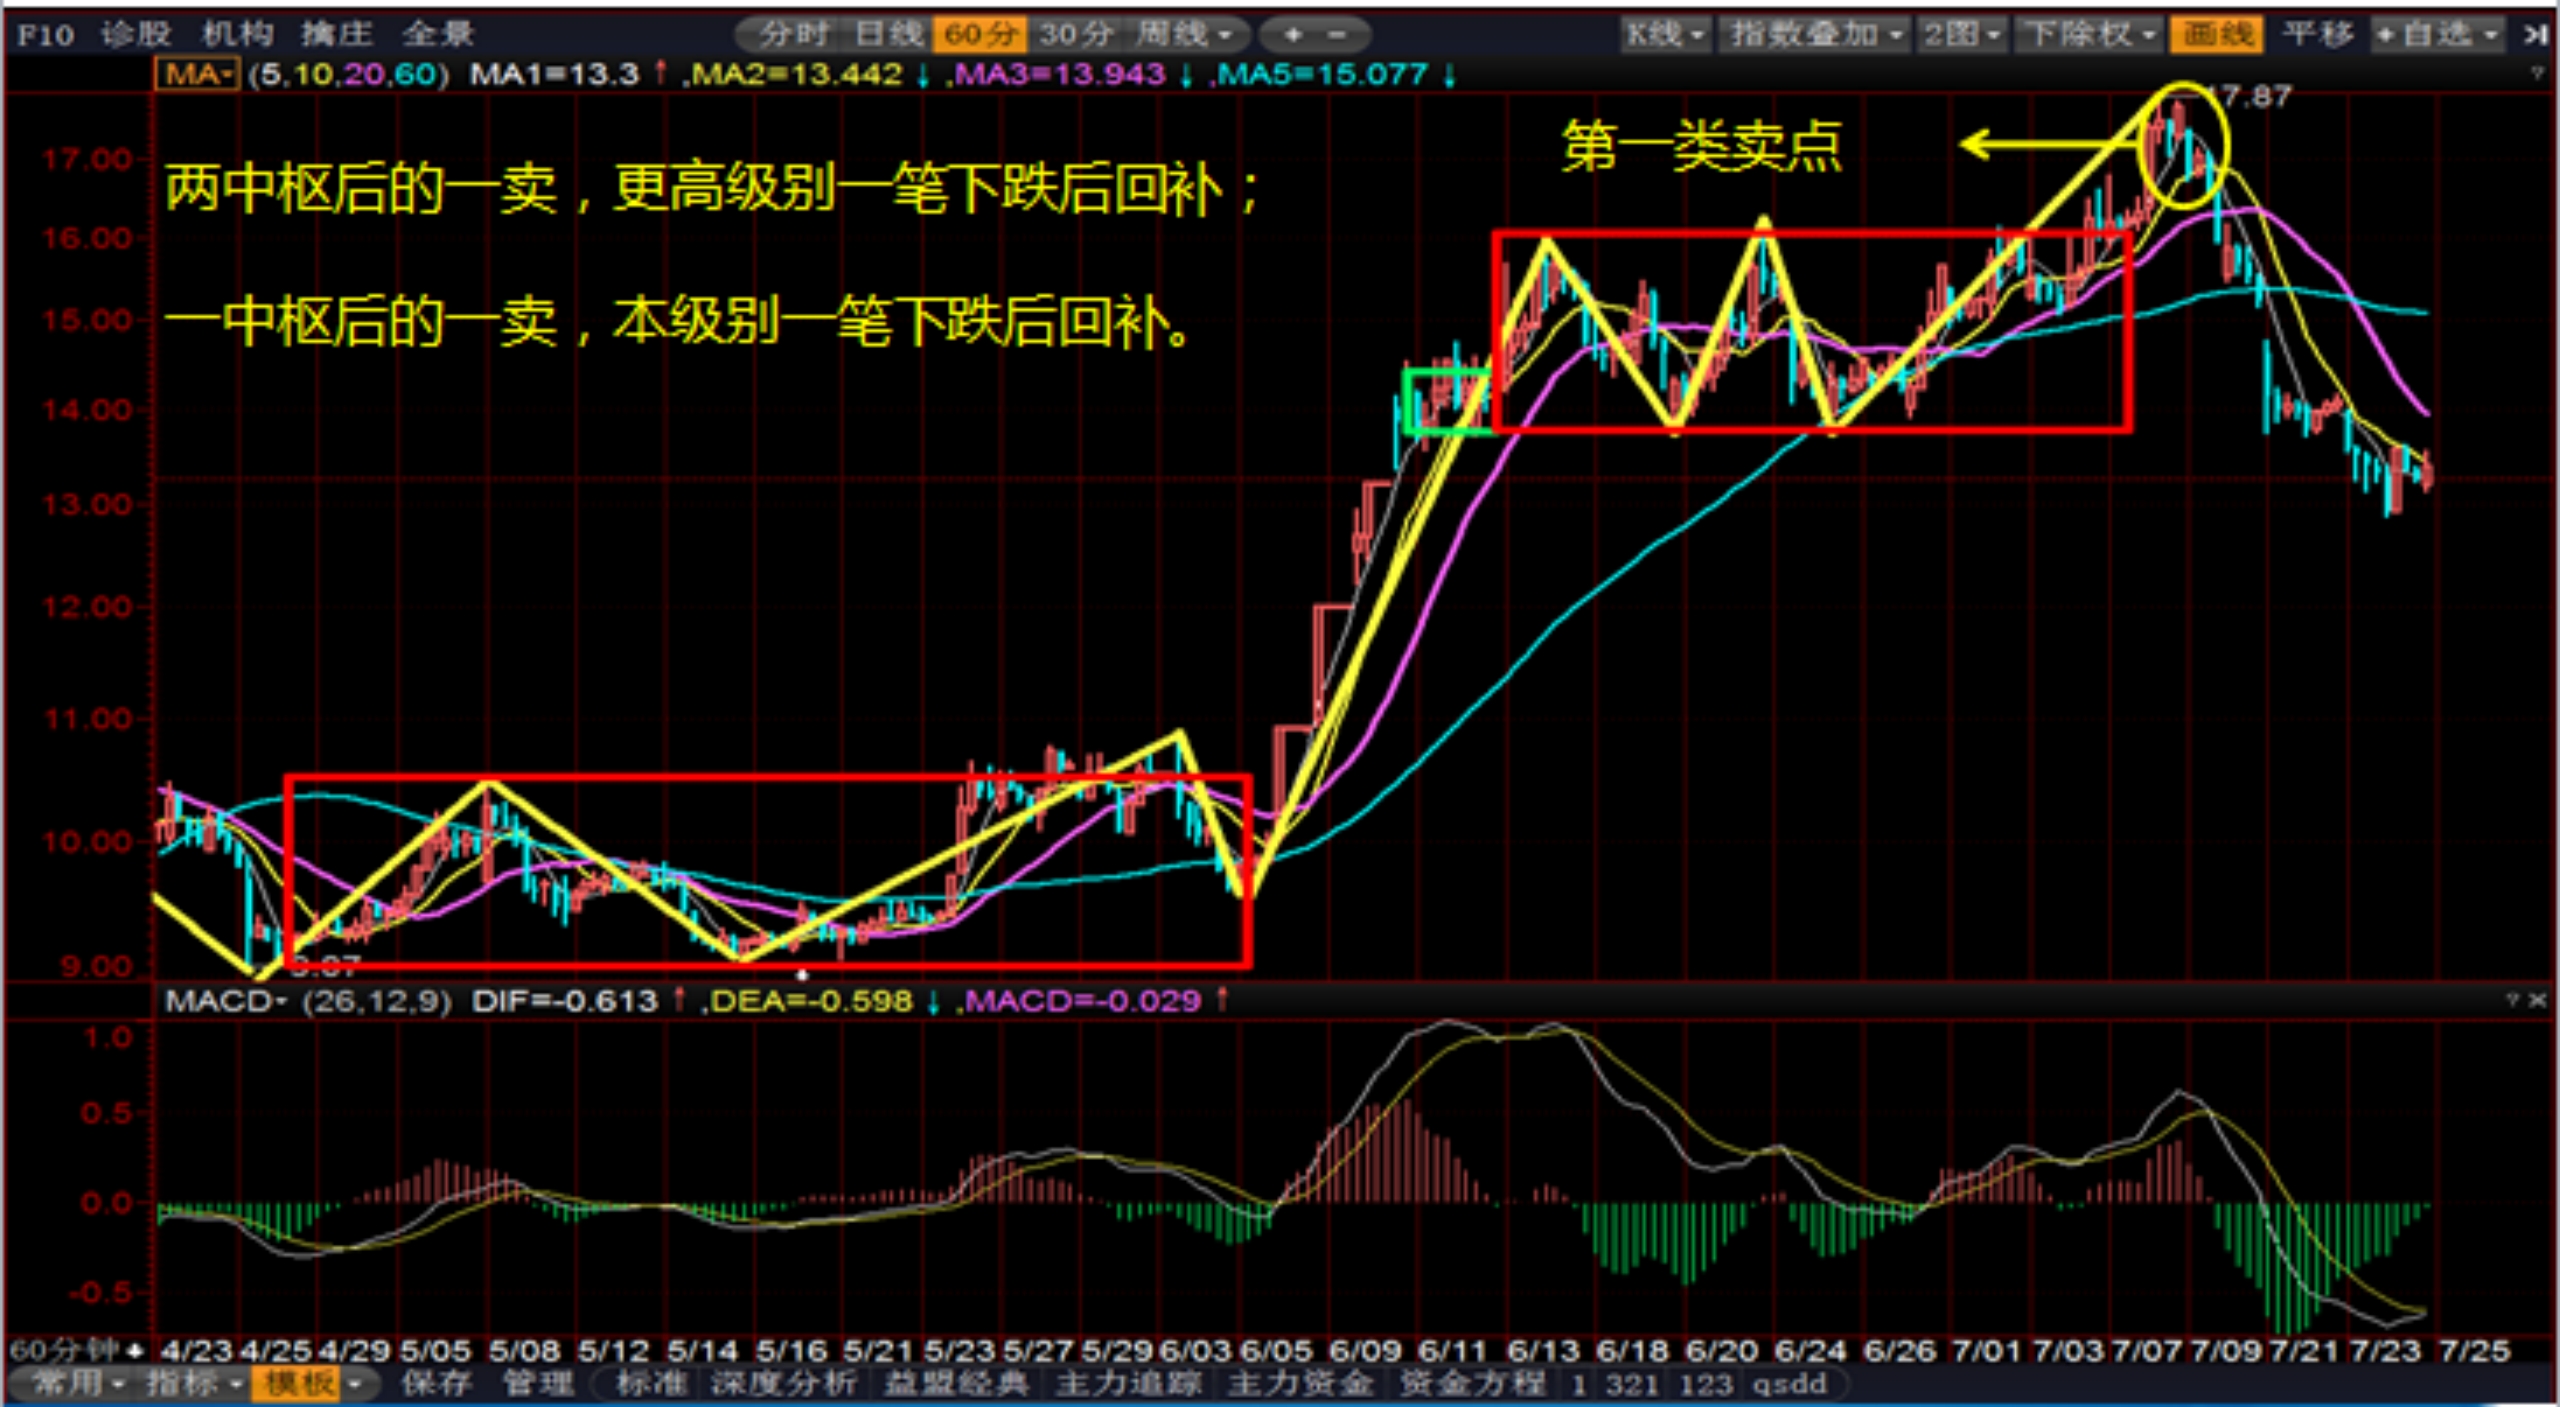 F10 诊股 机构 擒庄 全景 分时 日线 60分 30分 周线 + - K线 指数叠加 2图 下除权 画线 平移 +自选
MA (5,10,20,60) MA1=13.3 ↑ ,MA2=13.442 ↓ ,MA3=13.943 ↓ ,MA5=15.077 ↓ ?
17.87
第一类卖点
17.00
两中枢后的一卖，更高级别一笔下跌后回补；
16.00
一中枢后的一卖，本级别一笔下跌后回补。
15.00
14.00
13.00
12.00
11.00
10.00
9.00
MACD (26,12,9) DIF=-0.613 ↑ ,DEA=-0.598 ↓ ,MACD=-0.029 ↑ ? ×
1.0
0.5
0.0
-0.5
60分钟 4/23 4/25 4/29 5/05 5/08 5/12 5/14 5/16 5/21 5/23 5/27 5/29 6/03 6/05 6/09 6/11 6/13 6/18 6/20 6/24 6/26 7/01 7/03 7/07 7/09 7/21 7/23 7/25
常用 指标 模板 保存 管理 标准 深度分析 益盟经典 主力追踪 主力资金 资金方程 1 321 123 qsdd